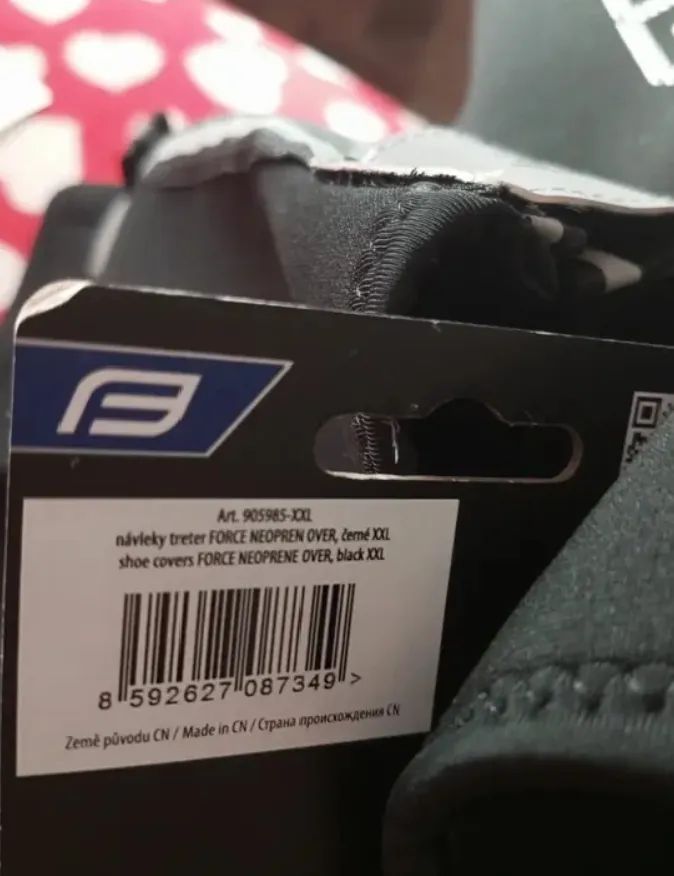 Art. 905985-XXL
návleky treter FORCE NEOPREN OVER, černé XXL
shoe covers FORCE NEOPRENE OVER, black XXL
8 592627 087349 >
Země původu CN / Made in CN / Страна происхождения CN